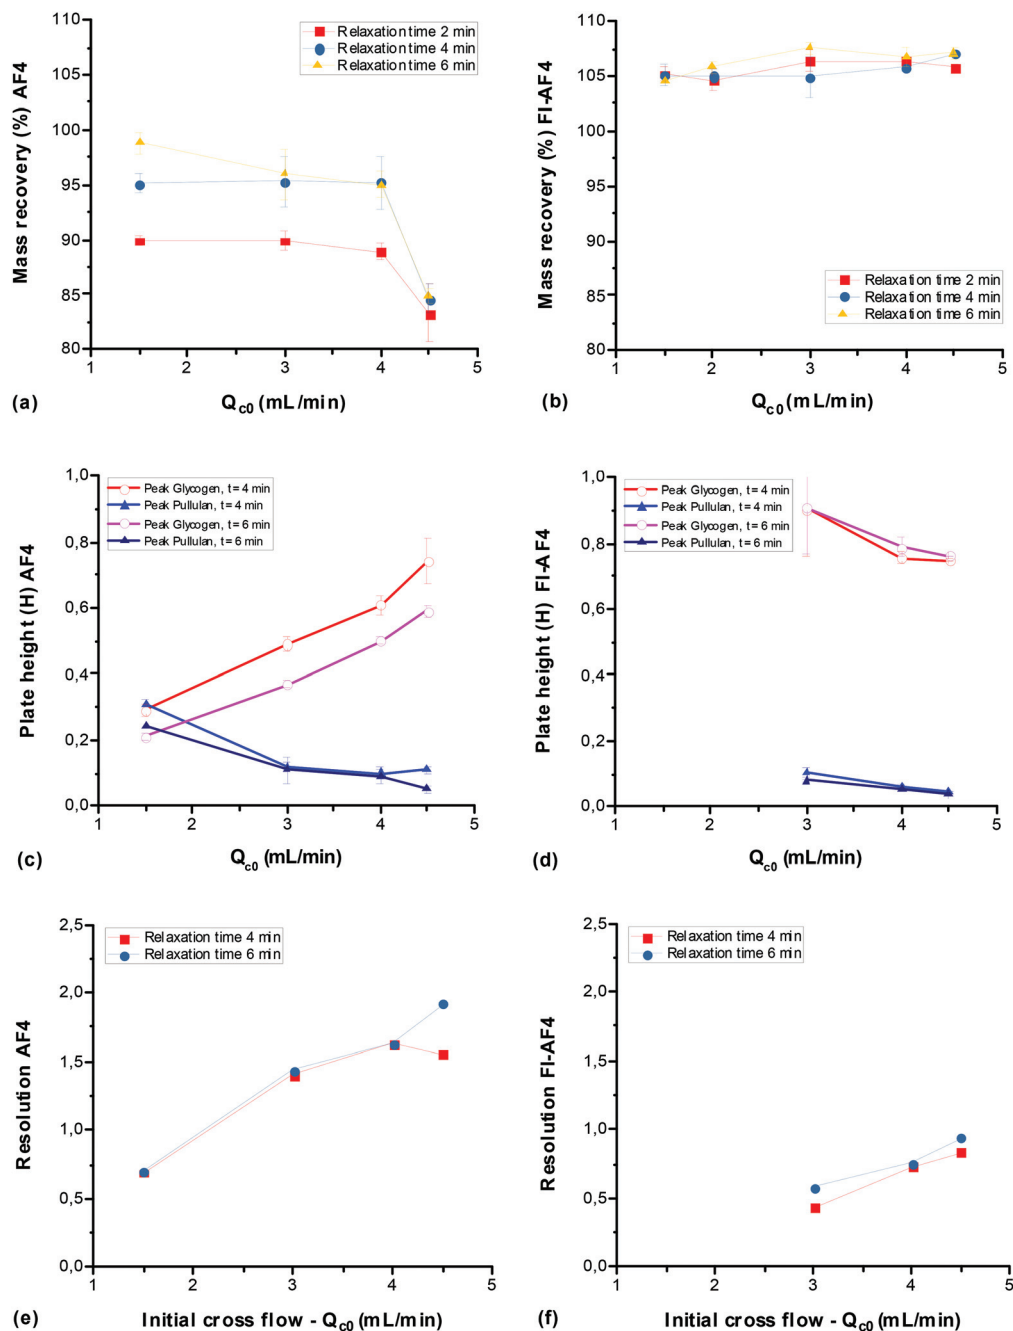 110
105
100
95
90
85
80
Mass recovery (%) AF4
Relaxation time 2 min
Relaxation time 4 min
Relaxation time 6 min
1
3
4
5
(a)
Q_c0 (mL/min)
110
105
100
95
90
85
80
Mass recovery (%) FI-AF4
Relaxation time 2 min
Relaxation time 4 min
Relaxation time 6 min
1
2
3
4
5
(b)
Q_c0 (mL/min)
1,0
0,8
0,6
0,4
0,2
0,0
Plate height (H) AF4
Peak Glycogen, t = 4 min
Peak Pullulan, t = 4 min
Peak Glycogen, t = 6 min
Peak Pullulan, t = 6 min
1
3
4
5
(c)
Q_c0 (mL/min)
1,0
0,8
0,6
0,4
0,2
0,0
Plate height (H) FI-AF4
Peak Glycogen, t = 4 min
Peak Pullulan, t = 4 min
Peak Glycogen, t = 6 min
Peak Pullulan, t = 6 min
1
2
3
4
5
(d)
Q_c0 (mL/min)
2,5
2,0
1,5
1,0
0,5
0,0
Resolution AF4
Relaxation time 4 min
Relaxation time 6 min
1
3
4
5
(e)
Initial cross flow - Q_c0 (mL/min)
2,5
2,0
1,5
1,0
0,5
0,0
Resolution FI-AF4
Relaxation time 4 min
Relaxation time 6 min
1
3
4
5
(f)
Initial cross flow - Q_c0 (mL/min)